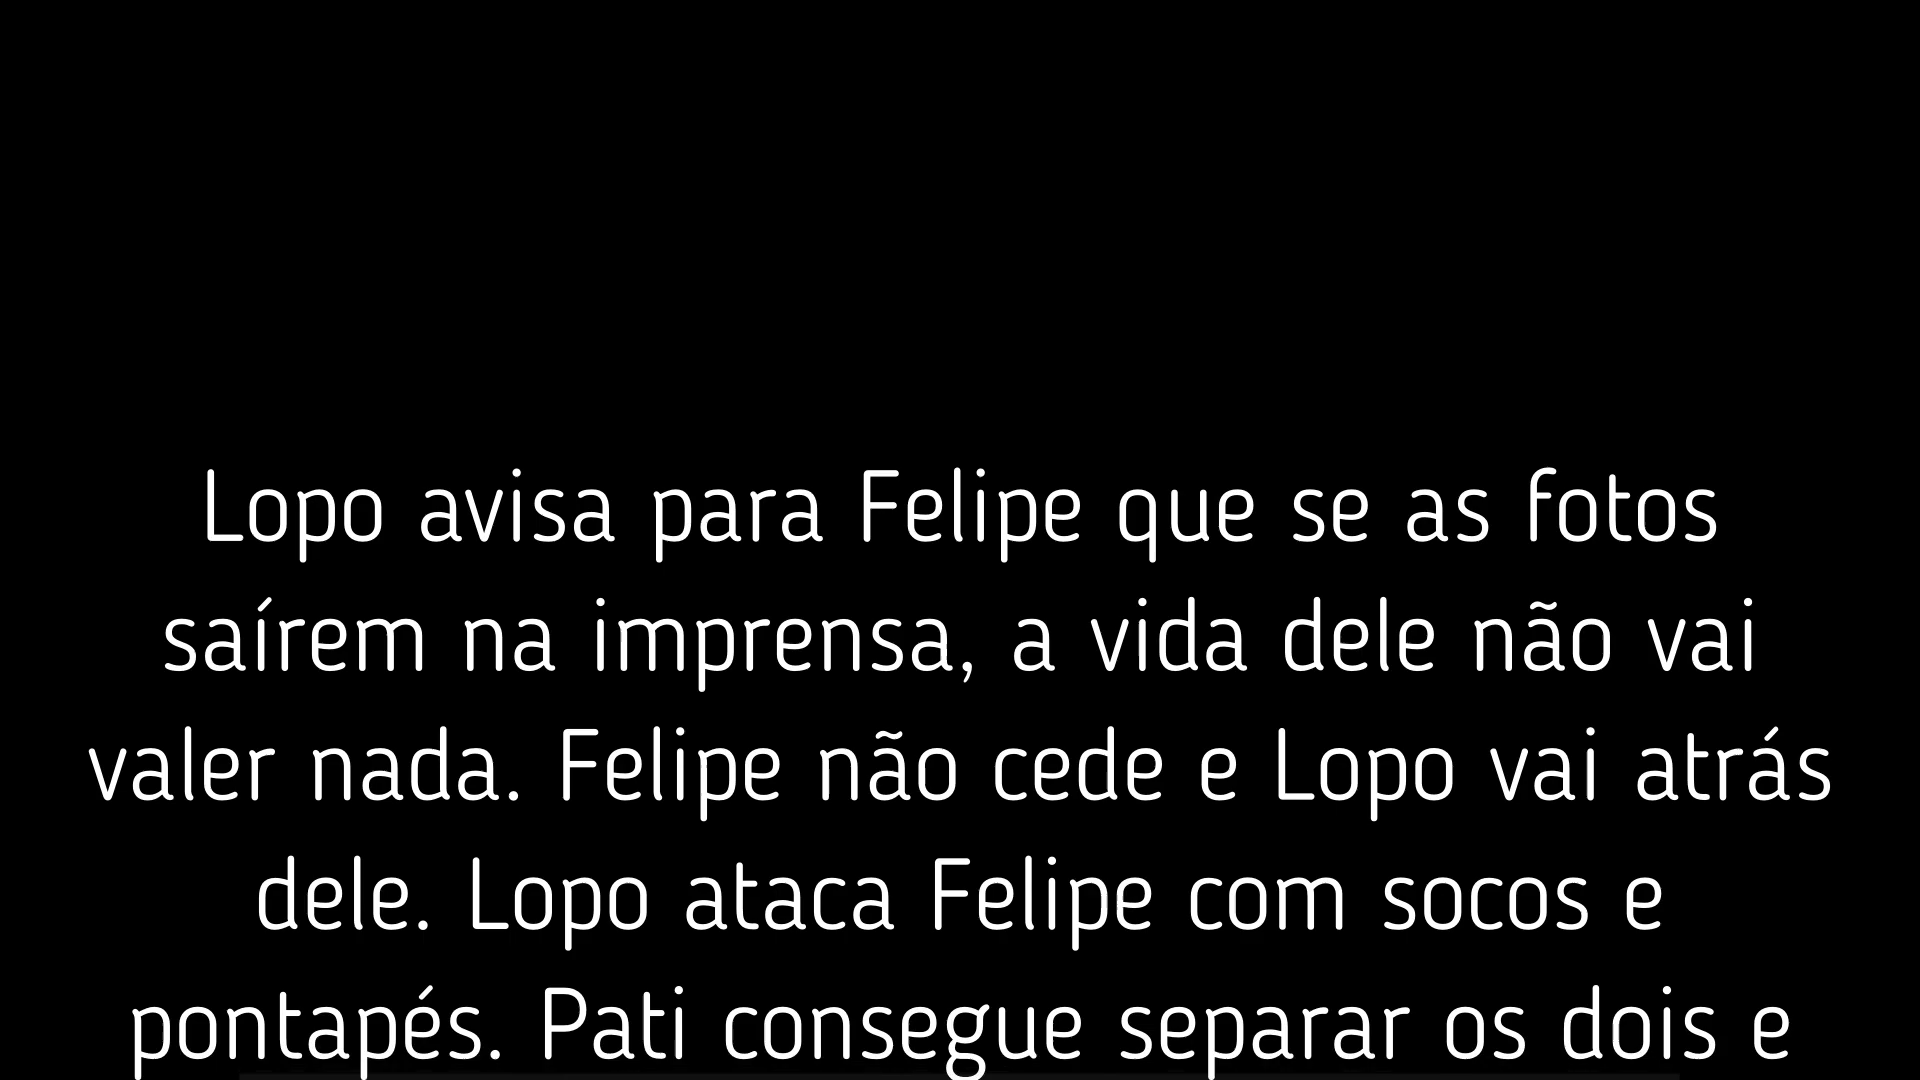 Lopo avisa para Felipe que se as fotos
saírem na imprensa, a vida dele não vai
valer nada. Felipe não cede e Lopo vai atrás
dele. Lopo ataca Felipe com socos e
pontapés. Pati consegue separar os dois e